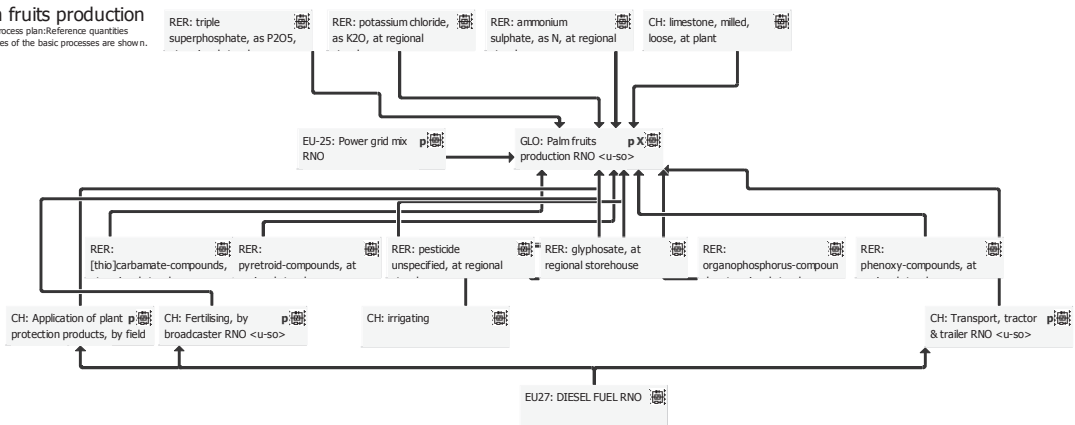 fruits production
rocess plan:Reference quantities
es of the basic processes are shown.
RER: triple
superphosphate, as P2O5,
RER: potassium chloride,
as K2O, at regional
RER: ammonium
sulphate, as N, at regional
CH: limestone, milled,
loose, at plant
EU-25: Power grid mix p
RNO
GLO: Palm fruits p X
production RNO <u-so>
RER:
[thio]carbamate-compounds,
RER:
pyretroid-compounds, at
RER: pesticide
unspecified, at regional
RER: glyphosate, at
regional storehouse
RER:
organophosphorus-compoun
RER:
phenoxy-compounds, at
CH: Application of plant p
protection products, by field
CH: Fertilising, by p
broadcaster RNO <u-so>
CH: irrigating
CH: Transport, tractor p
& trailer RNO <u-so>
EU27: DIESEL FUEL RNO